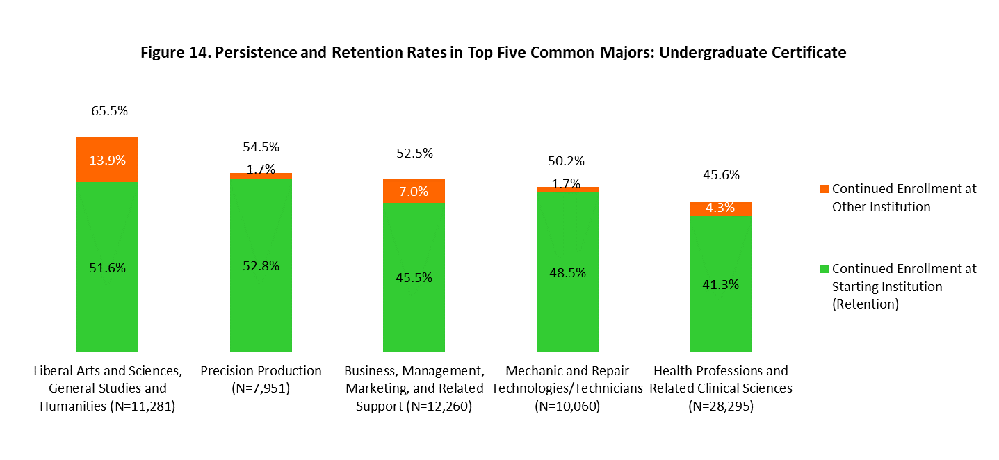 Figure 14. Persistence and Retention Rates in Top Five Common Majors: Undergraduate Certificate
65.5%
13.9%
51.6%
54.5%
1.7%
52.8%
52.5%
7.0%
45.5%
50.2%
1.7%
48.5%
45.6%
4.3%
41.3%
Continued Enrollment at
Other Institution
Continued Enrollment at
Starting Institution
(Retention)
Liberal Arts and Sciences,
General Studies and
Humanities (N=11,281)
Precision Production
(N=7,951)
Business, Management,
Marketing, and Related
Support (N=12,260)
Mechanic and Repair
Technologies/Technicians
(N=10,060)
Health Professions and
Related Clinical Sciences
(N=28,295)